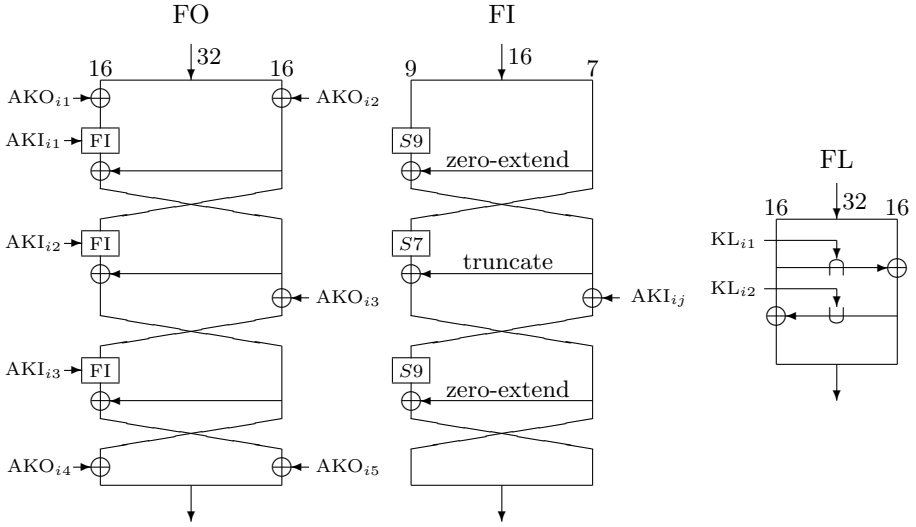 FO
32
16 16
AKO_{i1} AKO_{i2}
AKI_{i1} FI
AKI_{i2} FI
AKO_{i3}
AKI_{i3} FI
AKO_{i4} AKO_{i5}
FI
16
9 7
S9
zero-extend
S7
truncate
AKI_{ij}
S9
zero-extend
FL
32
16 16
KL_{i1}
KL_{i2}